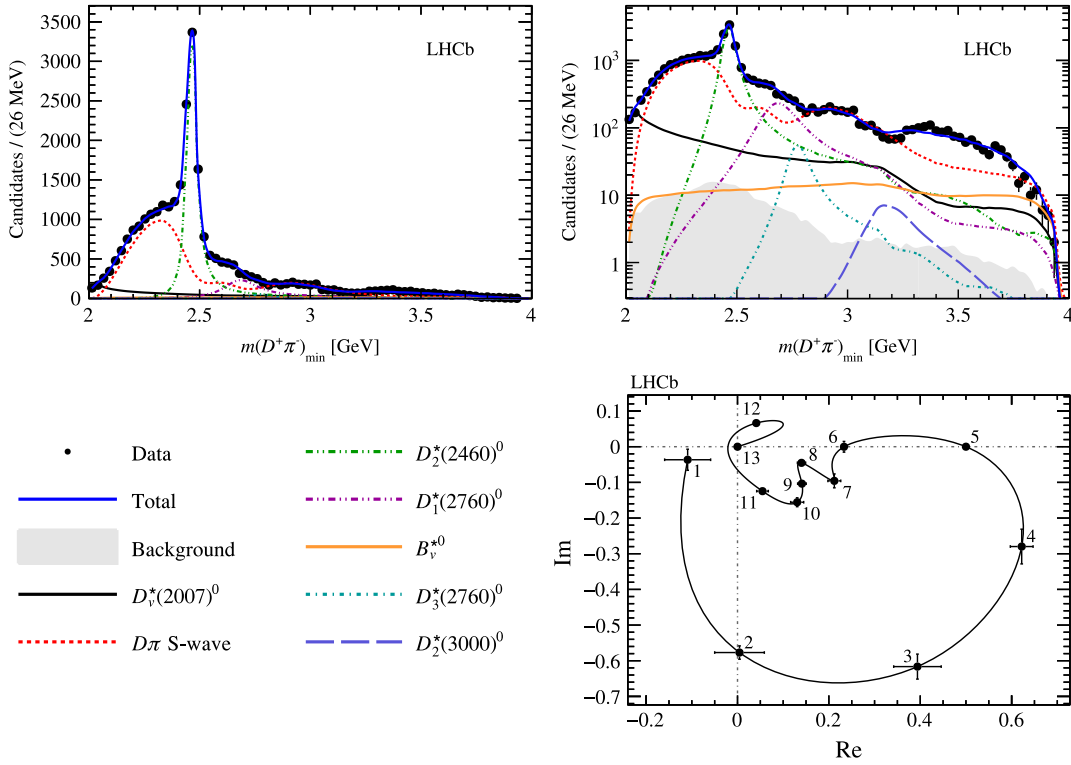 3500
3000
2500
2000
1500
1000
500
0
Candidates / (26 MeV)
LHCb
2 2.5 3 3.5 4
m(D⁺π⁻)min [GeV]
10³
10²
10
1
Candidates / (26 MeV)
LHCb
2 2.5 3 3.5 4
m(D⁺π⁻)min [GeV]
Data
Total
Background
D*ᵥ(2007)⁰
Dπ S-wave
D*₂(2460)⁰
D*₁(2760)⁰
B*ᵥ⁰
D*₃(2760)⁰
D*₂(3000)⁰
LHCb
0.1
0
−0.1
−0.2
−0.3
−0.4
−0.5
−0.6
−0.7
Im
12
13
6
5
8
1
9
7
11
10
4
2
3
−0.2 0 0.2 0.4 0.6
Re